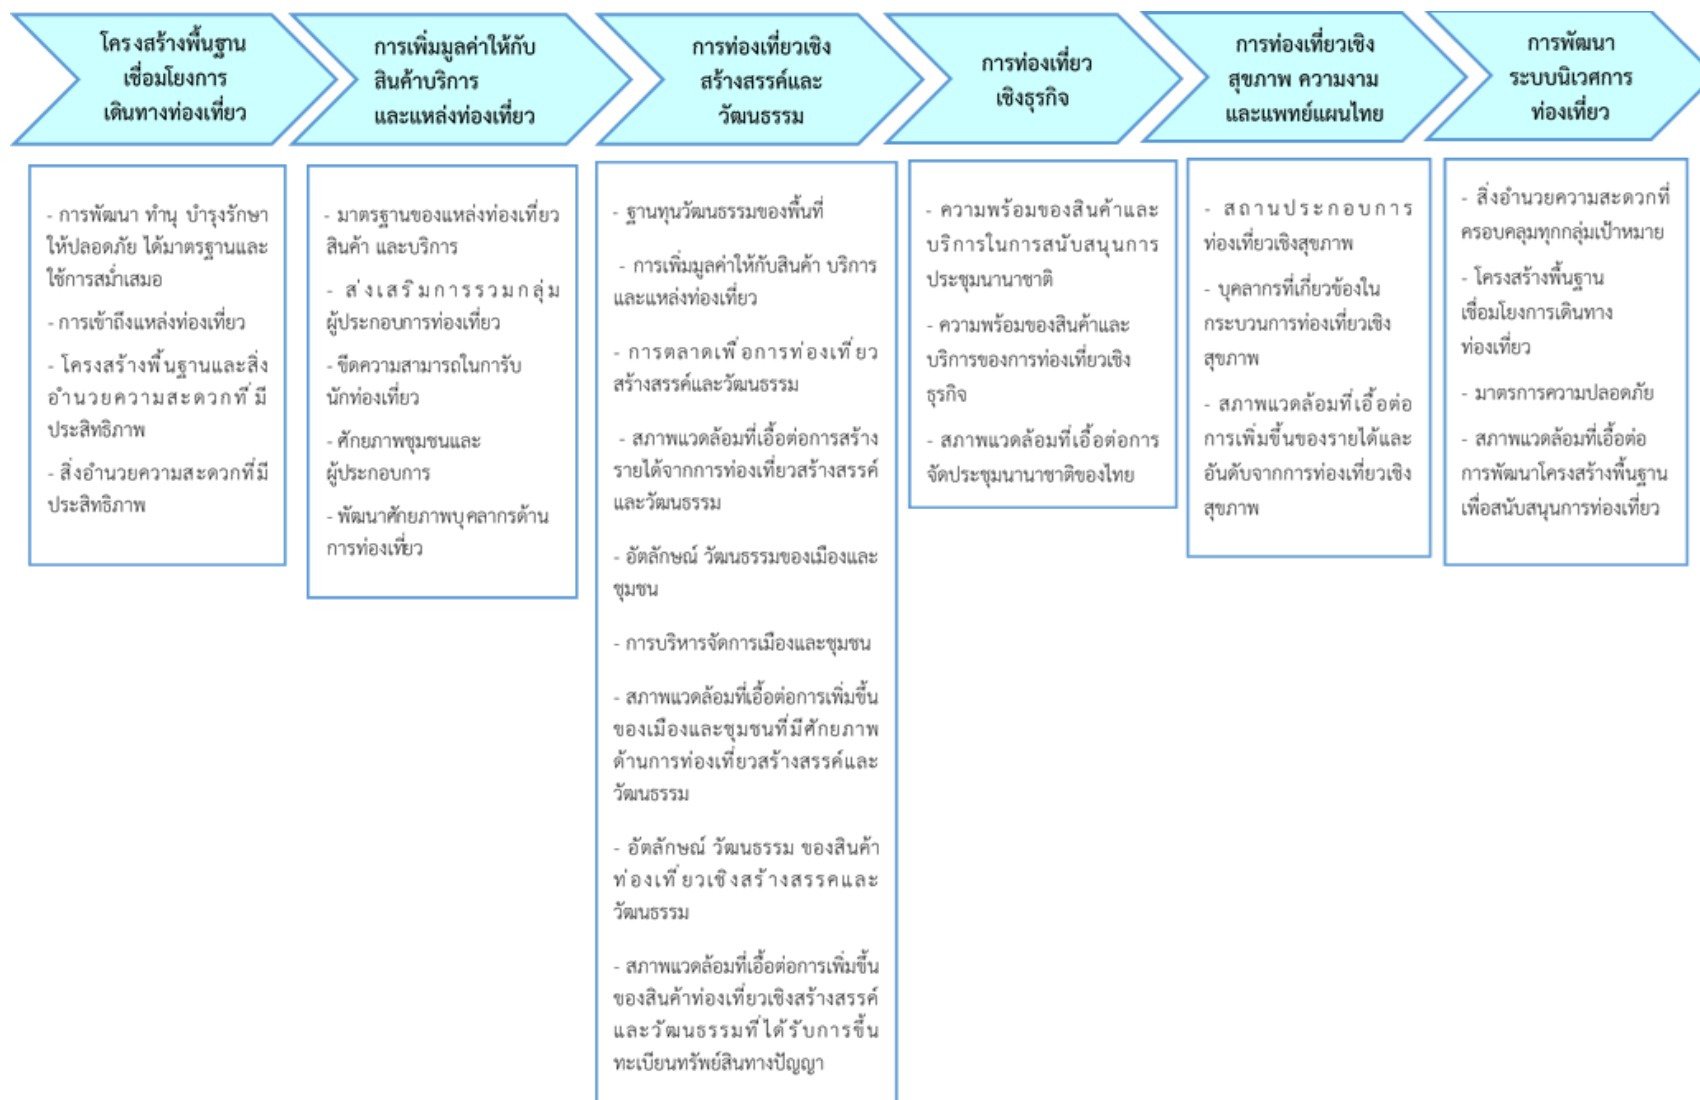 โครงสร้างพื้นฐาน
เชื่อมโยงการ
เดินทางท่องเที่ยว
การเพิ่มมูลค่าให้กับ
สินค้าบริการ
และแหล่งท่องเที่ยว
การท่องเที่ยวเชิง
สร้างสรรค์และ
วัฒนธรรม
การท่องเที่ยว
เชิงธุรกิจ
การท่องเที่ยวเชิง
สุขภาพ ความงาม
และแพทย์แผนไทย
การพัฒนา
ระบบนิเวศการ
ท่องเที่ยว
- การพัฒนา ทำนุ บำรุงรักษา
ให้ปลอดภัย ได้มาตรฐานและ
ใช้การสม่ำเสมอ
- การเข้าถึงแหล่งท่องเที่ยว
- โครงสร้างพื้นฐานและสิ่ง
อำนวยความสะดวกที่มี
ประสิทธิภาพ
- สิ่งอำนวยความสะดวกที่มี
ประสิทธิภาพ
- มาตรฐานของแหล่งท่องเที่ยว
สินค้า และบริการ
- ส่งเสริมการรวมกลุ่ม
ผู้ประกอบการท่องเที่ยว
- ขีดความสามารถในการับ
นักท่องเที่ยว
- ศักยภาพชุมชนและ
ผู้ประกอบการ
- พัฒนาศักยภาพบุคลากรด้าน
การท่องเที่ยว
- ฐานทุนวัฒนธรรมของพื้นที่
- การเพิ่มมูลค่าให้กับสินค้า บริการ
และแหล่งท่องเที่ยว
- การตลาดเพื่อการท่องเที่ยว
สร้างสรรค์และวัฒนธรรม
- สภาพแวดล้อมที่เอื้อต่อการสร้าง
รายได้จากการท่องเที่ยวสร้างสรรค์
และวัฒนธรรม
- อัตลักษณ์ วัฒนธรรมของเมืองและ
ชุมชน
- การบริหารจัดการเมืองและชุมชน
- สภาพแวดล้อมที่เอื้อต่อการเพิ่มขึ้น
ของเมืองและชุมชนที่มีศักยภาพ
ด้านการท่องเที่ยวสร้างสรรค์และ
วัฒนธรรม
- อัตลักษณ์ วัฒนธรรม ของสินค้า
ท่องเที่ยวเชิงสร้างสรรคและ
วัฒนธรรม
- สภาพแวดล้อมที่เอื้อต่อการเพิ่มขึ้น
ของสินค้าท่องเที่ยวเชิงสร้างสรรค์
และวัฒนธรรมที่ได้รับการขึ้น
ทะเบียนทรัพย์สินทางปัญญา
- ความพร้อมของสินค้าและ
บริการในการสนับสนุนการ
ประชุมนานาชาติ
- ความพร้อมของสินค้าและ
บริการของการท่องเที่ยวเชิง
ธุรกิจ
- สภาพแวดล้อมที่เอื้อต่อการ
จัดประชุมนานาชาติของไทย
- สถานประกอบการ
ท่องเที่ยวเชิงสุขภาพ
- บุคลากรที่เกี่ยวข้องใน
กระบวนการท่องเที่ยวเชิง
สุขภาพ
- สภาพแวดล้อมที่เอื้อต่อ
การเพิ่มขึ้นของรายได้และ
อันดับจากการท่องเที่ยวเชิง
สุขภาพ
- สิ่งอำนวยความสะดวกที่
ครอบคลุมทุกกลุ่มเป้าหมาย
- โครงสร้างพื้นฐาน
เชื่อมโยงการเดินทาง
ท่องเที่ยว
- มาตรการความปลอดภัย
- สภาพแวดล้อมที่เอื้อต่อ
การพัฒนาโครงสร้างพื้นฐาน
เพื่อสนับสนุนการท่องเที่ยว